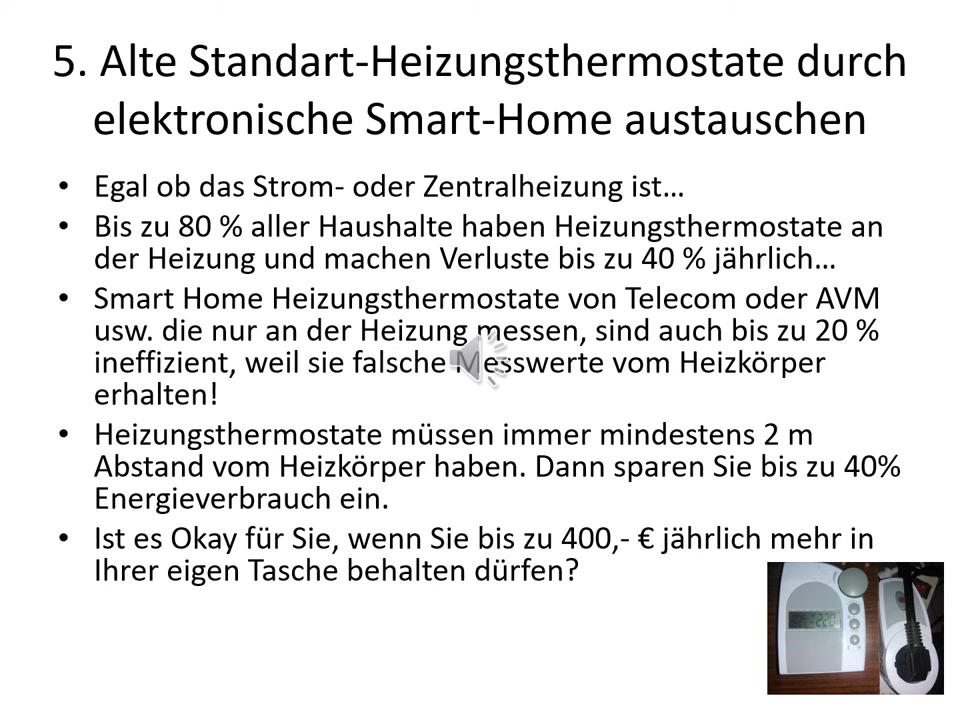 5. Alte Standart-Heizungsthermostate durch
elektronische Smart-Home austauschen
• Egal ob das Strom- oder Zentralheizung ist…
• Bis zu 80 % aller Haushalte haben Heizungsthermostate an
der Heizung und machen Verluste bis zu 40 % jährlich…
• Smart Home Heizungsthermostate von Telecom oder AVM
usw. die nur an der Heizung messen, sind auch bis zu 20 %
ineffizient, weil sie falsche Messwerte vom Heizkörper
erhalten!
• Heizungsthermostate müssen immer mindestens 2 m
Abstand vom Heizkörper haben. Dann sparen Sie bis zu 40%
Energieverbrauch ein.
• Ist es Okay für Sie, wenn Sie bis zu 400,- € jährlich mehr in
Ihrer eigen Tasche behalten dürfen?